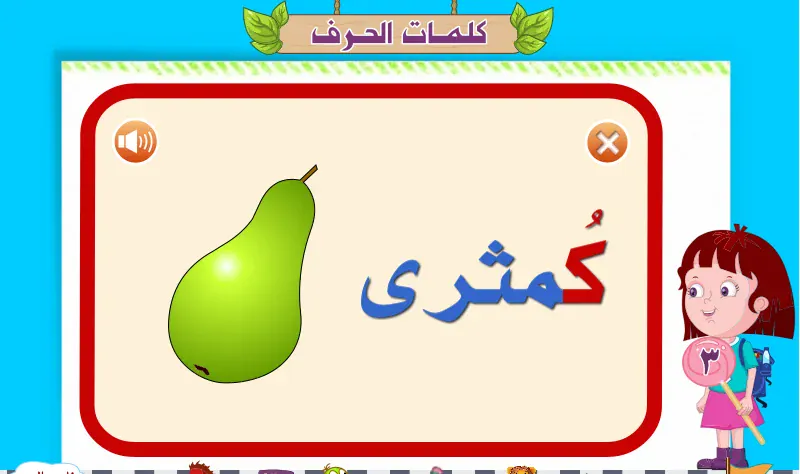 كلمات الحرف
كُمثرى
٣